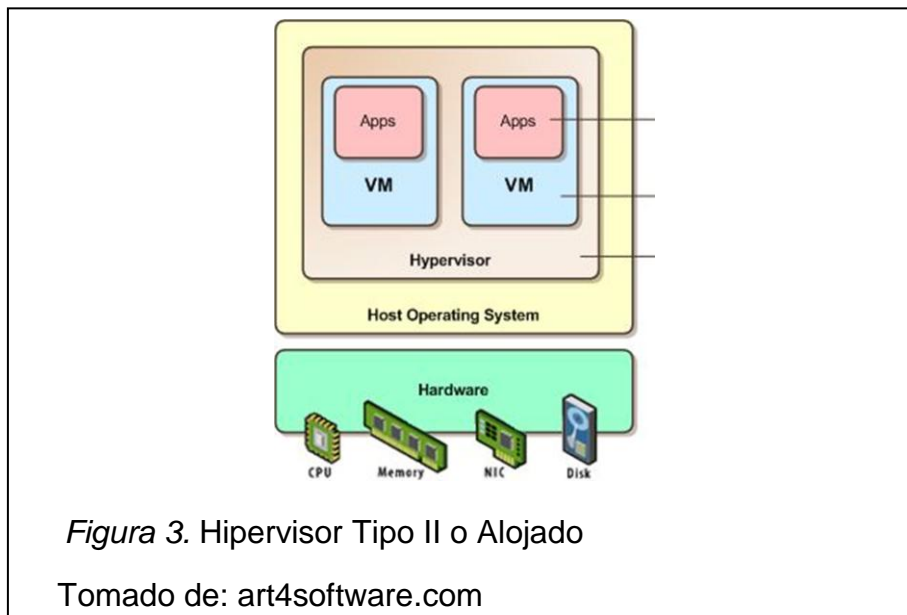 Apps Apps
VM VM
Hypervisor
Host Operating System
Hardware
CPU Memory NIC Disk
Figura 3. Hipervisor Tipo II o Alojado
Tomado de: art4software.com